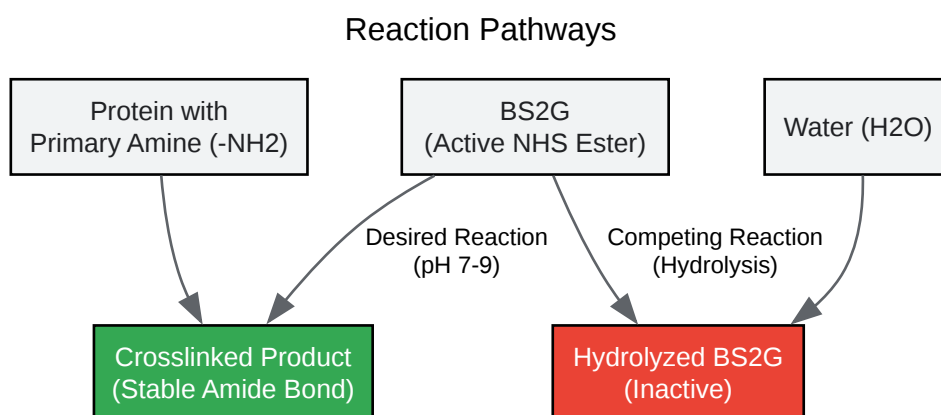 Reaction Pathways
Protein with
Primary Amine (-NH2)
BS2G
(Active NHS Ester)
Water (H2O)
Desired Reaction
(pH 7-9)
Competing Reaction
(Hydrolysis)
Crosslinked Product
(Stable Amide Bond)
Hydrolyzed BS2G
(Inactive)